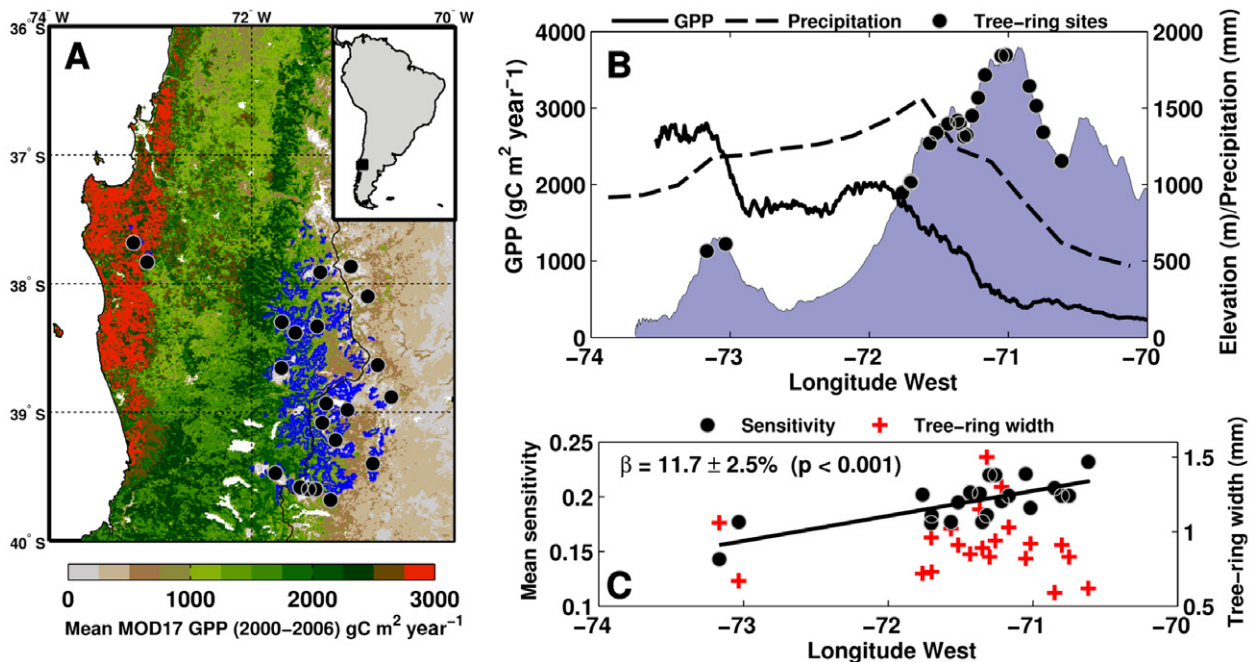 −74 −72 −70
36° S
A
37° S
38° S
39° S
40° S
0 1000 2000 3000
Mean MOD17 GPP (2000−2006) gC m² year⁻¹
GPP Precipitation Tree−ring sites
B
GPP (gC m² year⁻¹)
4000
3000
2000
1000
0
2000
1500
1000
500
0
Elevation (m)/Precipitation (mm)
−74 −73 −72 −71 −70
Longitude West
Sensitivity Tree−ring width
β = 11.7 ± 2.5% (p < 0.001)
C
Mean sensitivity
0.25
0.2
0.15
0.1
1.5
1
0.5
Tree−ring width (mm)
−74 −73 −72 −71 −70
Longitude West